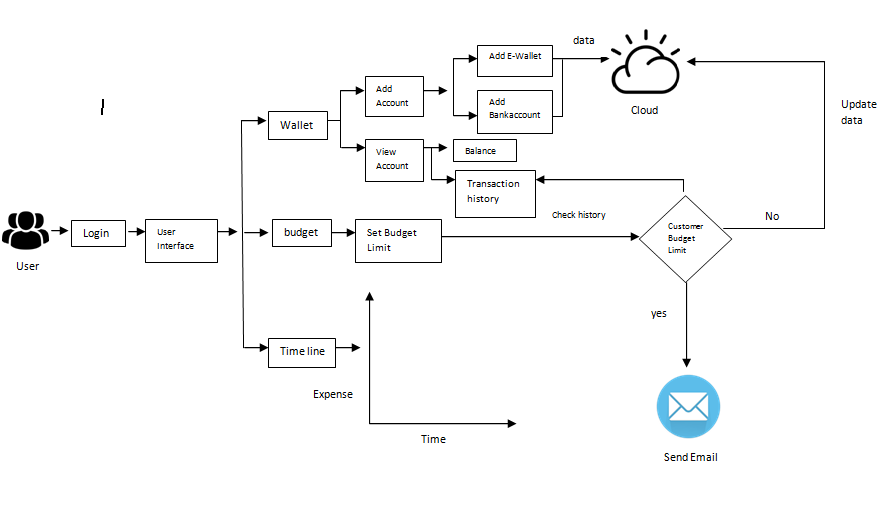 data
Add E-Wallet
Cloud
Add
Account
Add
Bankaccount
Update
data
Wallet
View
Account
Balance
Transaction
history
Check history
No
User
Login
User
Interface
budget
Set Budget
Limit
Customer
Budget
Limit
yes
Time line
Expense
Time
Send Email